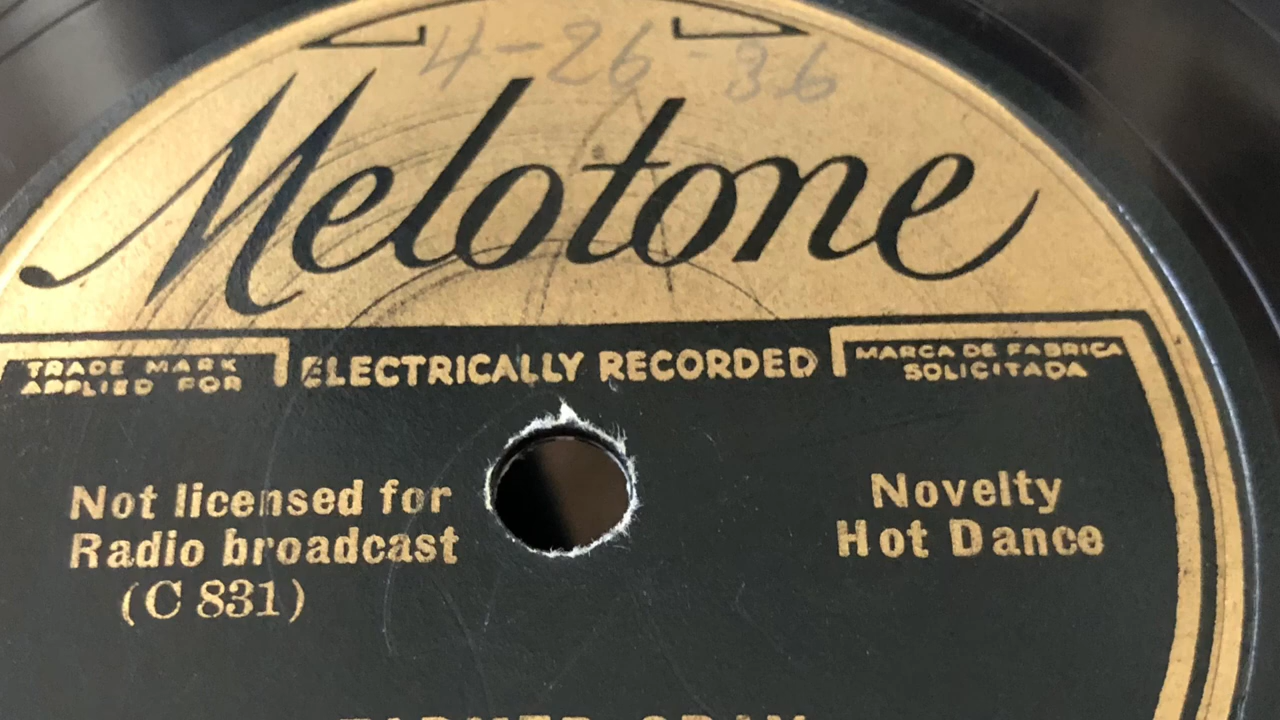 4-26-36
Melotone
TRADE MARK
APPLIED FOR
ELECTRICALLY RECORDED
MARCA DE FABRICA
SOLICITADA
Not licensed for
Radio broadcast
(C 831)
Novelty
Hot Dance